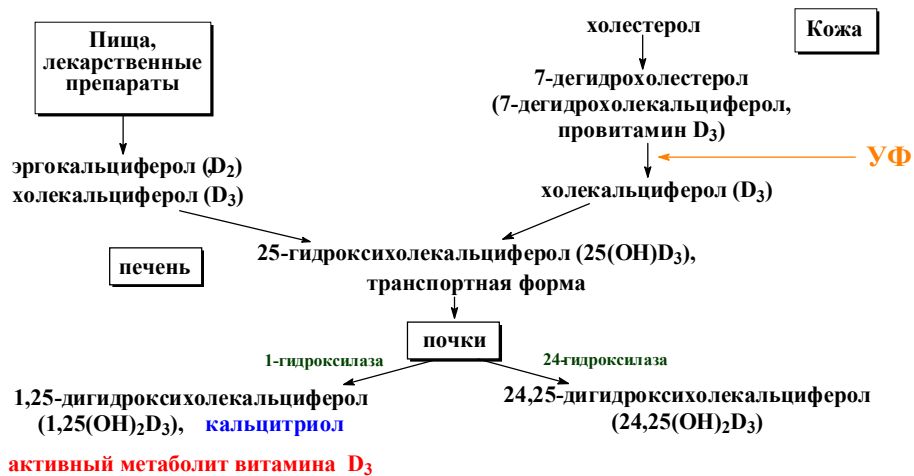 Пища,
лекарственные
препараты
холестерол
Кожа
7-дегидрохолестерол
(7-дегидрохолекальциферол,
провитамин D₃)
УФ
эргокальциферол (,D₂)
холекальциферол (D₃)
холекальциферол (D₃)
25-гидроксихолекальциферол (25(OH)D₃),
транспортная форма
печень
почки
1-гидроксилаза
24-гидроксилаза
1,25-дигидроксихолекальциферол
(1,25(OH)₂D₃), кальцитриол
24,25-дигидроксихолекальциферол
(24,25(OH)₂D₃)
активный метаболит витамина D₃